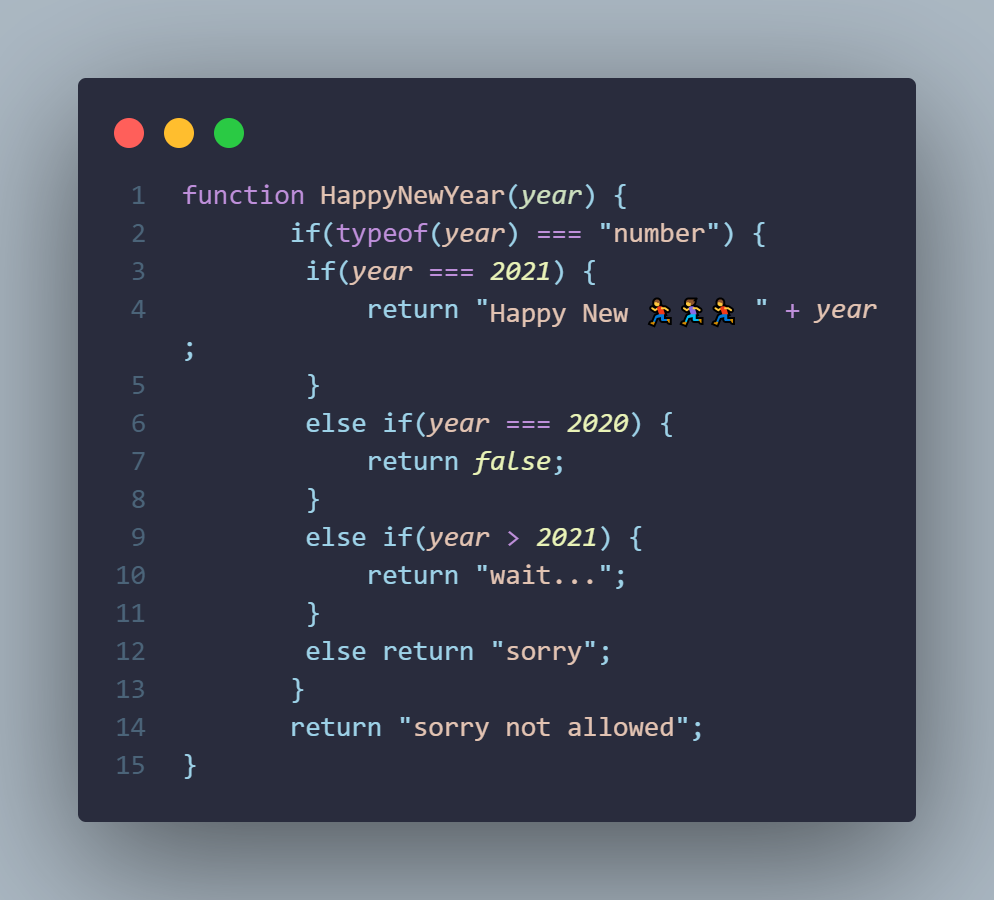 1 function HappyNewYear(year) {
2 if(typeof(year) === "number") {
3 if(year === 2021) {
4 return "Happy New 🏃🏃‍♀️🏃 " + year
;
5 }
6 else if(year === 2020) {
7 return false;
8 }
9 else if(year > 2021) {
10 return "wait...";
11 }
12 else return "sorry";
13 }
14 return "sorry not allowed";
15 }